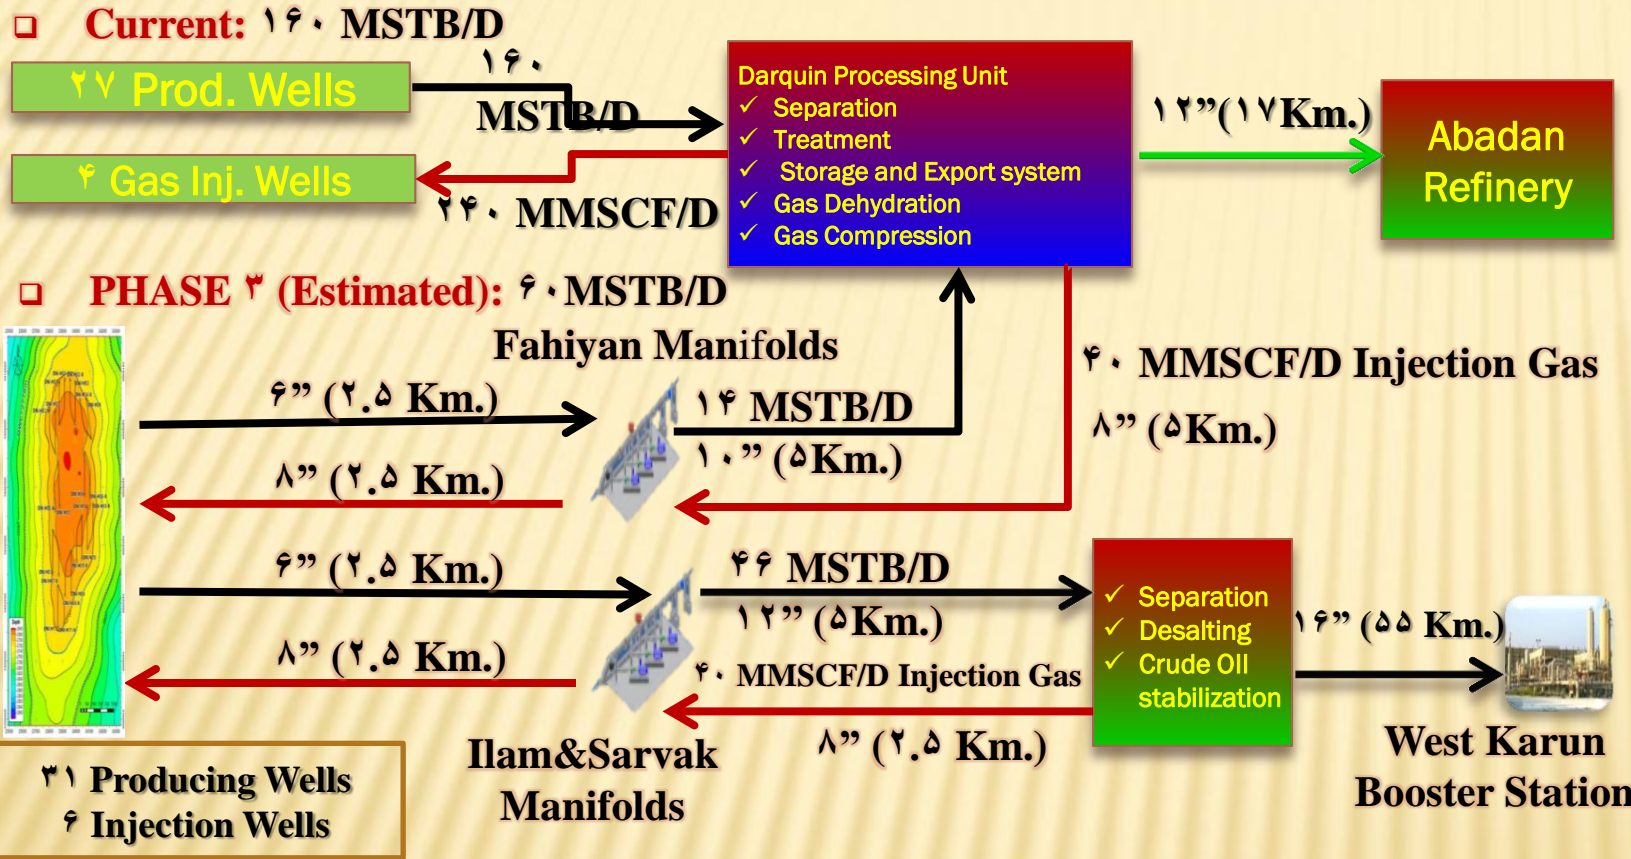 Current: ۱۶۰ MSTB/D
۲۷ Prod. Wells
۱۶۰
MSTB/D
۴ Gas Inj. Wells
۲۴۰ MMSCF/D
Darquin Processing Unit
✓ Separation
✓ Treatment
✓ Storage and Export system
✓ Gas Dehydration
✓ Gas Compression
۱۲”(۱۷Km.)
Abadan
Refinery
PHASE ۳ (Estimated): ۶۰MSTB/D
Fahiyan Manifolds
۶” (۲.۵ Km.)
۱۴ MSTB/D
۱۰” (۵Km.)
۴۰ MMSCF/D Injection Gas
۸” (۵Km.)
۸” (۲.۵ Km.)
۶” (۲.۵ Km.)
۴۶ MSTB/D
۱۲” (۵Km.)
✓ Separation
✓ Desalting
✓ Crude OIl
stabilization
۱۶” (۵۵ Km.)
۸” (۲.۵ Km.)
۴۰ MMSCF/D Injection Gas
۸” (۲.۵ Km.)
Ilam&Sarvak
Manifolds
West Karun
Booster Station
۳۱ Producing Wells
۶ Injection Wells